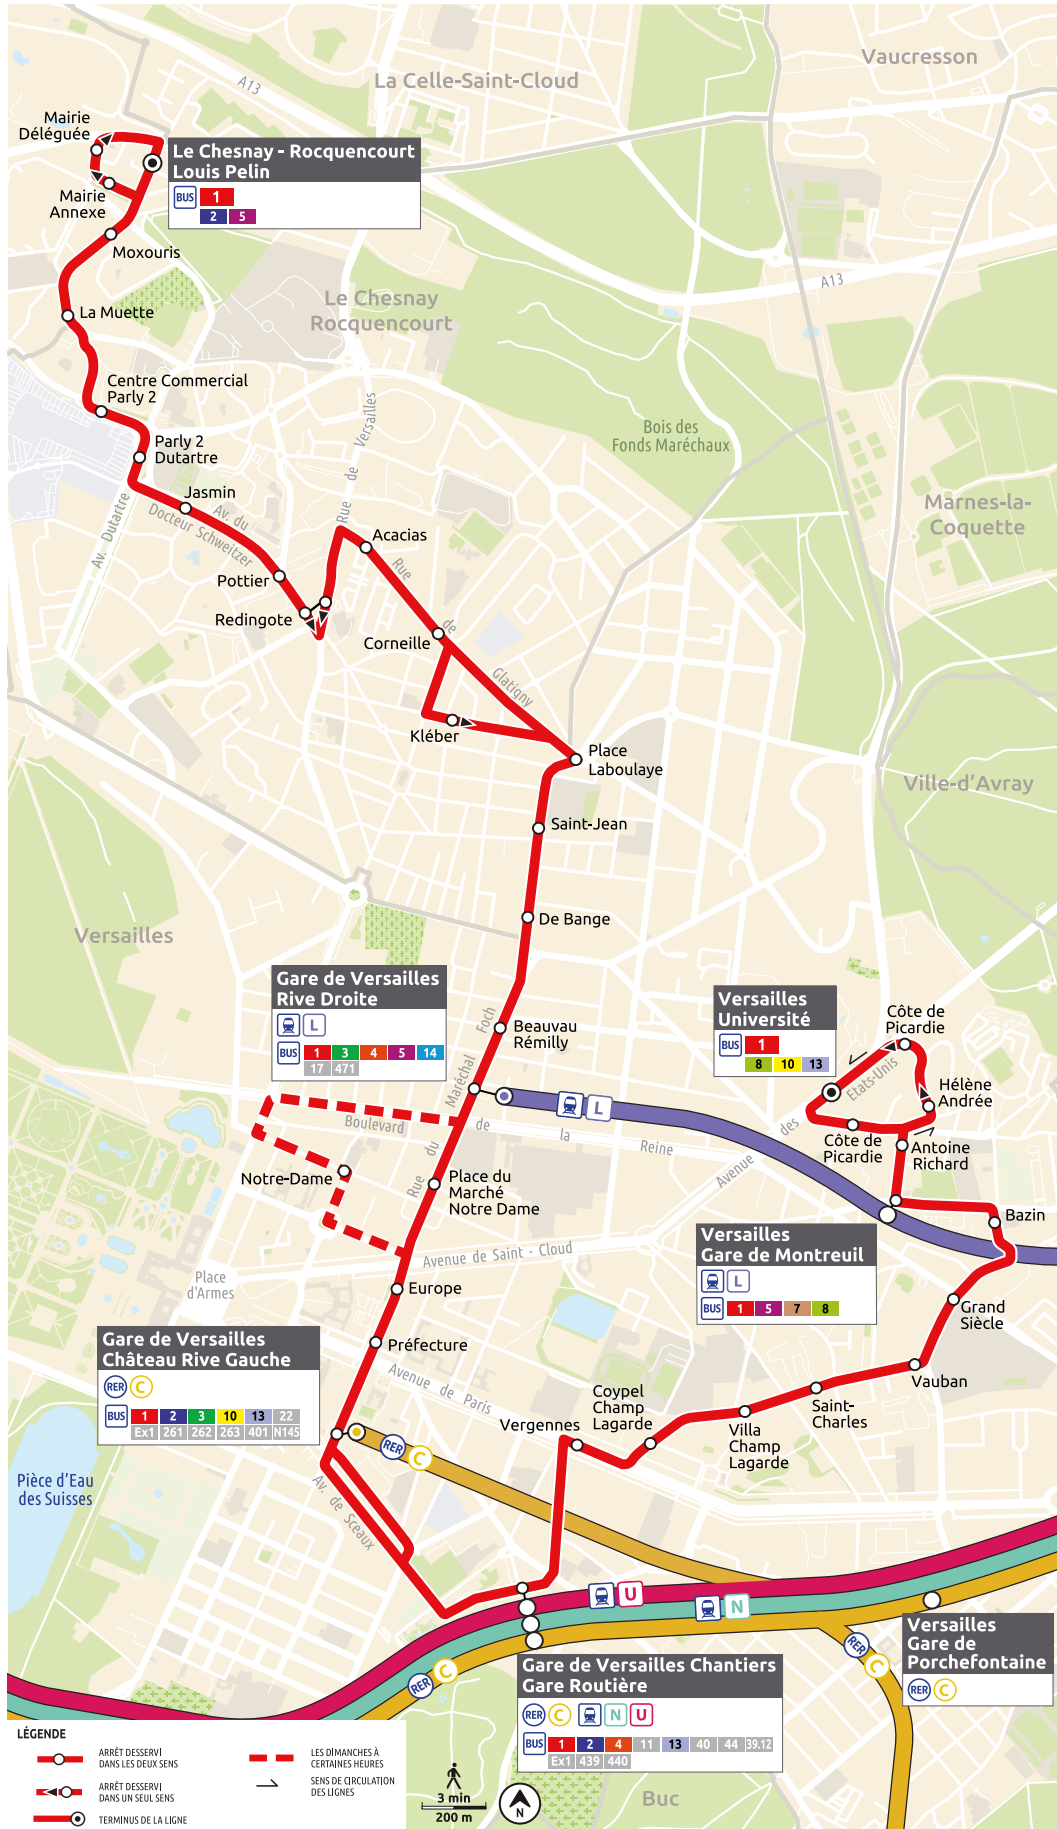 Vaucresson
La Celle-Saint-Cloud
A13
Mairie
Déléguée
Le Chesnay - Rocquencourt
Louis Pelin
BUS 1
2 5
Mairie
Annexe
Moxouris
A13
Le Chesnay
Rocquencourt
La Muette
Centre Commercial
Parly 2
Rue de Versailles
Bois des
Fonds Maréchaux
Parly 2
Dutartre
Jasmin
Av. du
Docteur Schweitzer
Av. Dutartre
Marnes-la-
Coquette
Acacias
Rue de Glatigny
Pottier
Redingote
Corneille
Kléber
Place
Laboulaye
Ville-d'Avray
Saint-Jean
De Bange
Versailles
Gare de Versailles
Rive Droite
L
BUS 1 3 4 5 14
17 471
Versailles
Université
BUS 1
8 10 13
Côte de
Picardie
Beauvau
Rémilly
Rue du Maréchal Foch
Avenue des Etats-Unis
Hélène
Andrée
L
Boulevard de la Reine
Côte de
Picardie
Antoine
Richard
Notre-Dame
Place du
Marché
Notre Dame
Bazin
Avenue de Saint - Cloud
Versailles
Gare de Montreuil
L
BUS 1 5 7 8
Place
d'Armes
Europe
Grand
Siècle
Gare de Versailles
Château Rive Gauche
RER C
BUS 1 2 3 10 13 22
Ex1 261 262 263 401 N145
Préfecture
Avenue de Paris
Vauban
Coypel
Champ
Lagarde
Vergennes
Saint-
Charles
Villa
Champ
Lagarde
RER C
Pièce d'Eau
des Suisses
Av. de Sceaux
U
N
RER C
RER C
Versailles
Gare de
Porchefontaine
RER C
Gare de Versailles Chantiers
Gare Routière
RER C N U
BUS 1 2 4 11 13 40 44 39.12
Ex1 439 440
Buc
LÉGENDE
ARRÊT DESSERVI
DANS LES DEUX SENS
ARRÊT DESSERVI
DANS UN SEUL SENS
TERMINUS DE LA LIGNE
LES DIMANCHES À
CERTAINES HEURES
SENS DE CIRCULATION
DES LIGNES
3 min
200 m
N